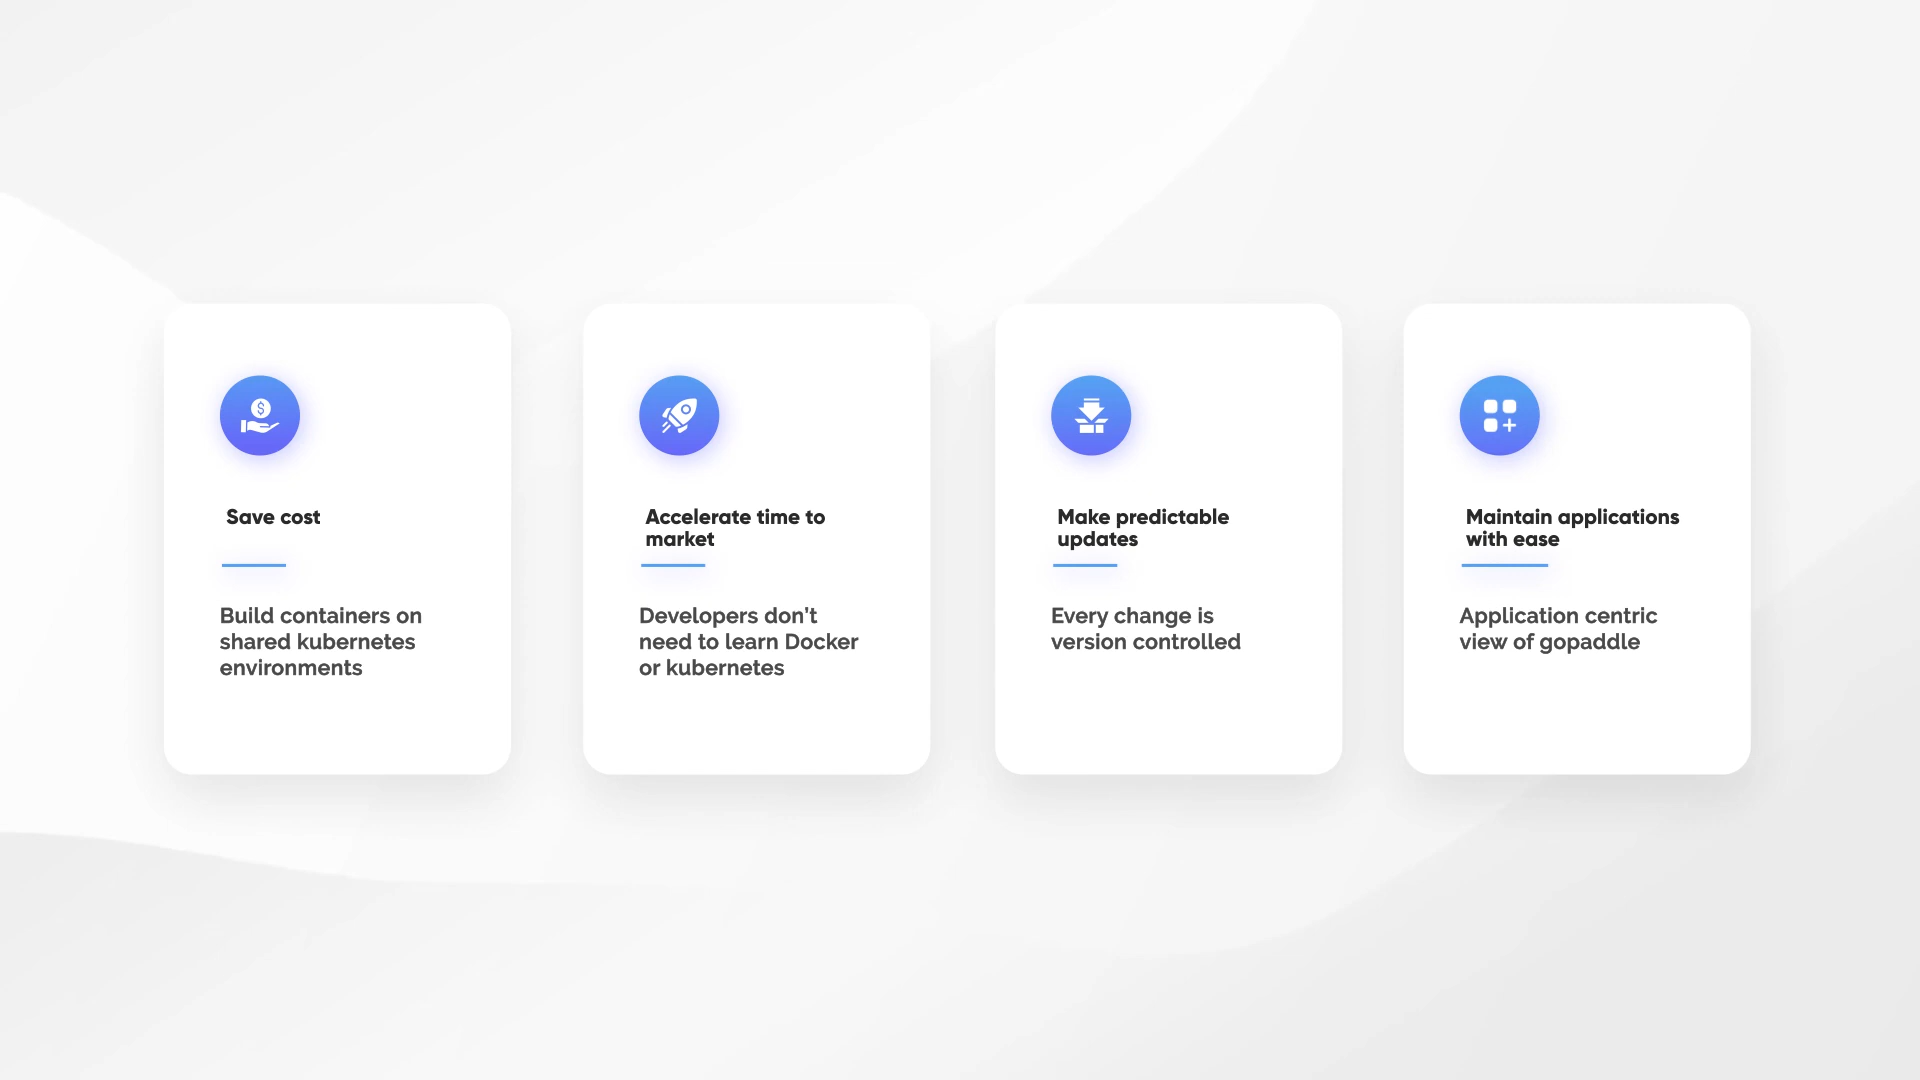 Save cost
Build containers on
shared kubernetes
environments
Accelerate time to
market
Developers don't
need to learn Docker
or kubernetes
Make predictable
updates
Every change is
version controlled
Maintain applications
with ease
Application centric
view of gopaddle